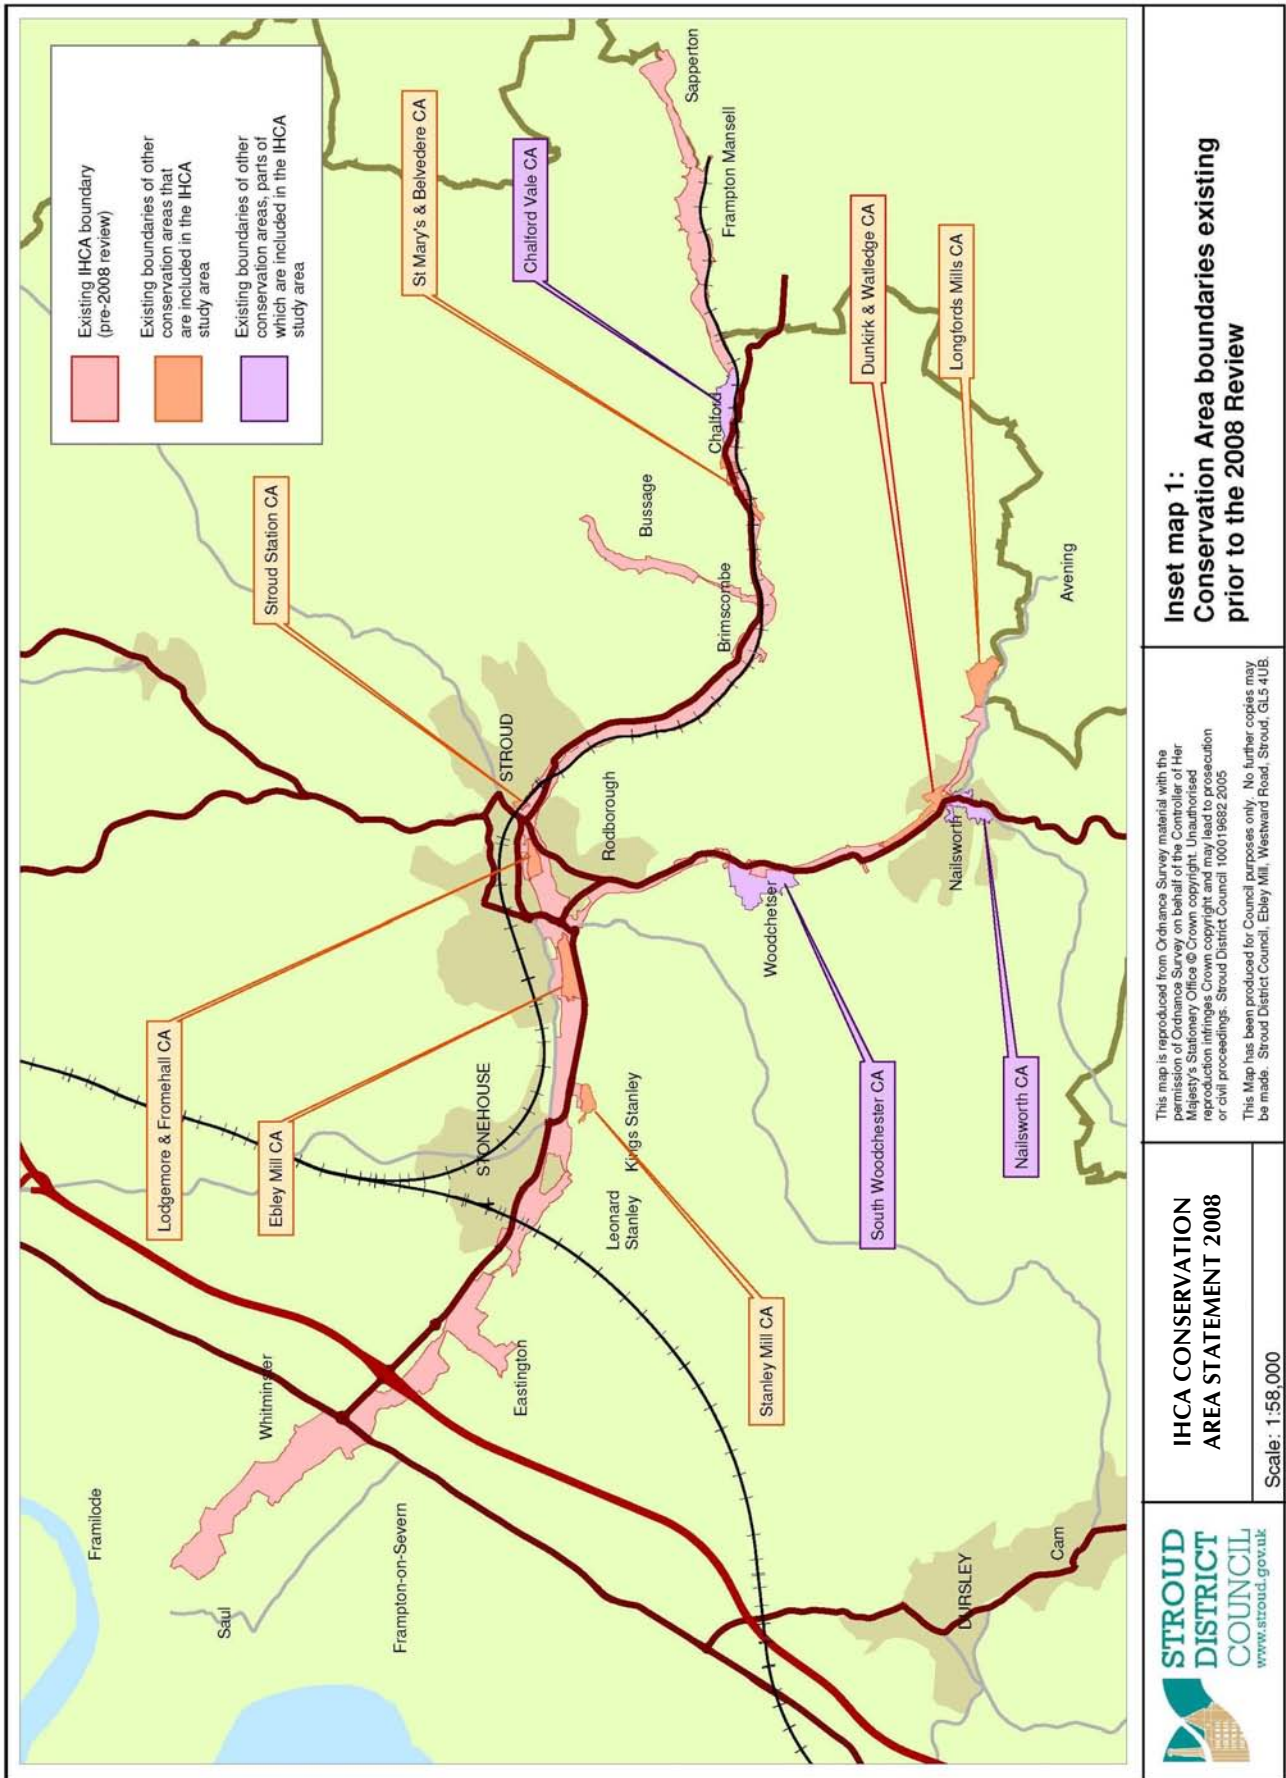 Existing IHCA boundary
(pre-2008 review)
Existing boundaries of other
conservation areas that
are included in the IHCA
study area
Existing boundaries of other
conservation areas, parts of
which are included in the IHCA
study area
Framilode
Saul
Whitminster
Frampton-on-Severn
Eastington
Lodgemore & Fromehall CA
Ebley Mill CA
Stroud Station CA
St Mary's & Belvedere CA
Chalford Vale CA
Sapperton
Frampton Mansell
STONEHOUSE
STROUD
Leonard
Stanley
Kings Stanley
Rodborough
Bussage
Brimscombe
Chalford
Stanley Mill CA
Woodchetser
South Woodchester CA
Dunkirk & Watledge CA
Longfords Mills CA
Nailsworth
Nailsworth CA
Avening
DURSLEY
Cam
STROUD
DISTRICT
COUNCIL
www.stroud.gov.uk
IHCA CONSERVATION
AREA STATEMENT 2008
Scale: 1:58,000
This map is reproduced from Ordnance Survey material with the
permission of Ordnance Survey on behalf of the Controller of Her
Majesty's Stationery Office © Crown copyright. Unauthorised
reproduction infringes Crown copyright and may lead to prosecution
or civil proceedings. Stroud District Council 100019682 2005
This Map has been produced for Council purposes only. No further copies may
be made. Stroud District Council, Ebley Mill, Westward Road, Stroud, GL5 4UB.
Inset map 1:
Conservation Area boundaries existing
prior to the 2008 Review